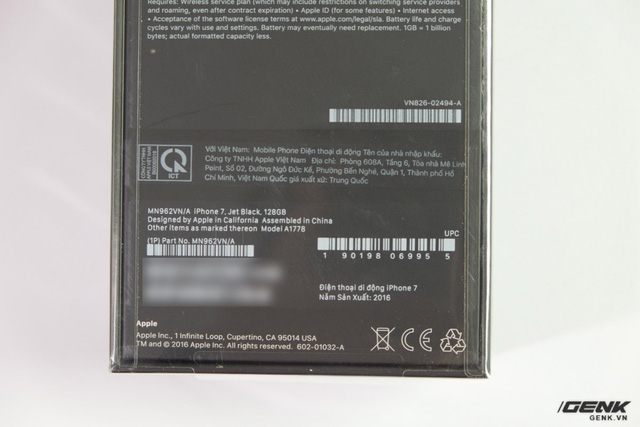 Requires: Wireless service plan (which may include restrictions on switching service providers
and roaming, even after contract expiration) • Apple ID (for some features) • Internet access
• Acceptance of the software license terms at www.apple.com/legal/sla. Battery life and charge
cycles vary with use and settings. Battery may eventually need replacement. 1GB = 1 billion
bytes; actual formatted capacity less.
VN826-02494-A
ICT
Với Việt Nam: Mobile Phone Điện thoại di động Tên của nhà nhập khẩu:
Công ty TNHH Apple Việt Nam Địa chỉ: Phòng 608A, Tầng 6, Tòa nhà Mê Linh
Point, Số 02, Đường Ngô Đức Kế, Phường Bến Nghé, Quận 1, Thành phố Hồ
Chí Minh, Việt Nam Quốc gia xuất xứ: Trung Quốc
MN962VN/A iPhone 7, Jet Black, 128GB
Designed by Apple in California Assembled in China
Other items as marked thereon Model A1778
(1P) Part No. MN962VN/A
UPC
1 90198 06995 5
Điện thoại di động iPhone 7
Năm Sản Xuất: 2016
Apple
Apple Inc., 1 Infinite Loop, Cupertino, CA 95014 USA
TM and © 2016 Apple Inc. All rights reserved. 602-01032-A
CE
/GENK
GENK.VN